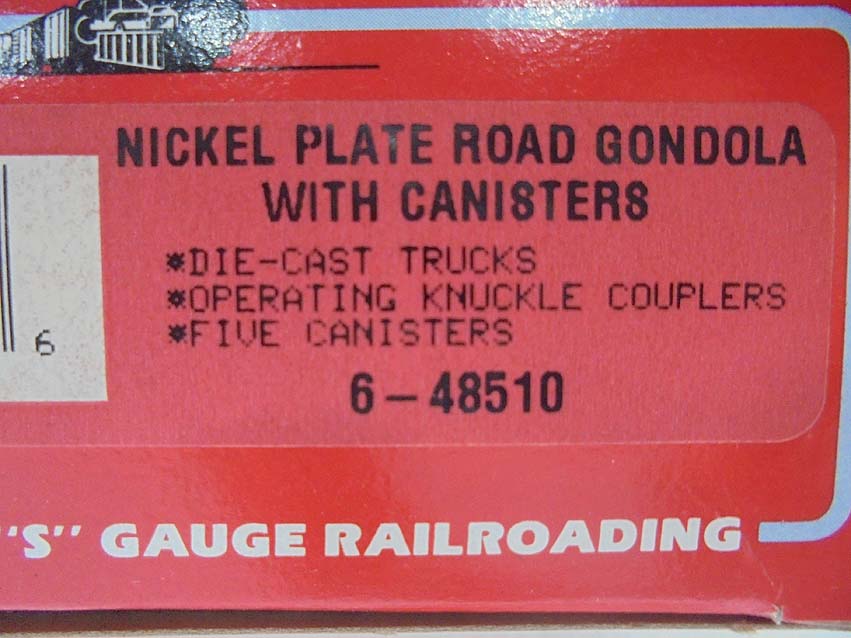 NICKEL PLATE ROAD GONDOLA
WITH CANISTERS
*DIE-CAST TRUCKS
*OPERATING KNUCKLE COUPLERS
*FIVE CANISTERS
6
6-48510
"S" GAUGE RAILROADING